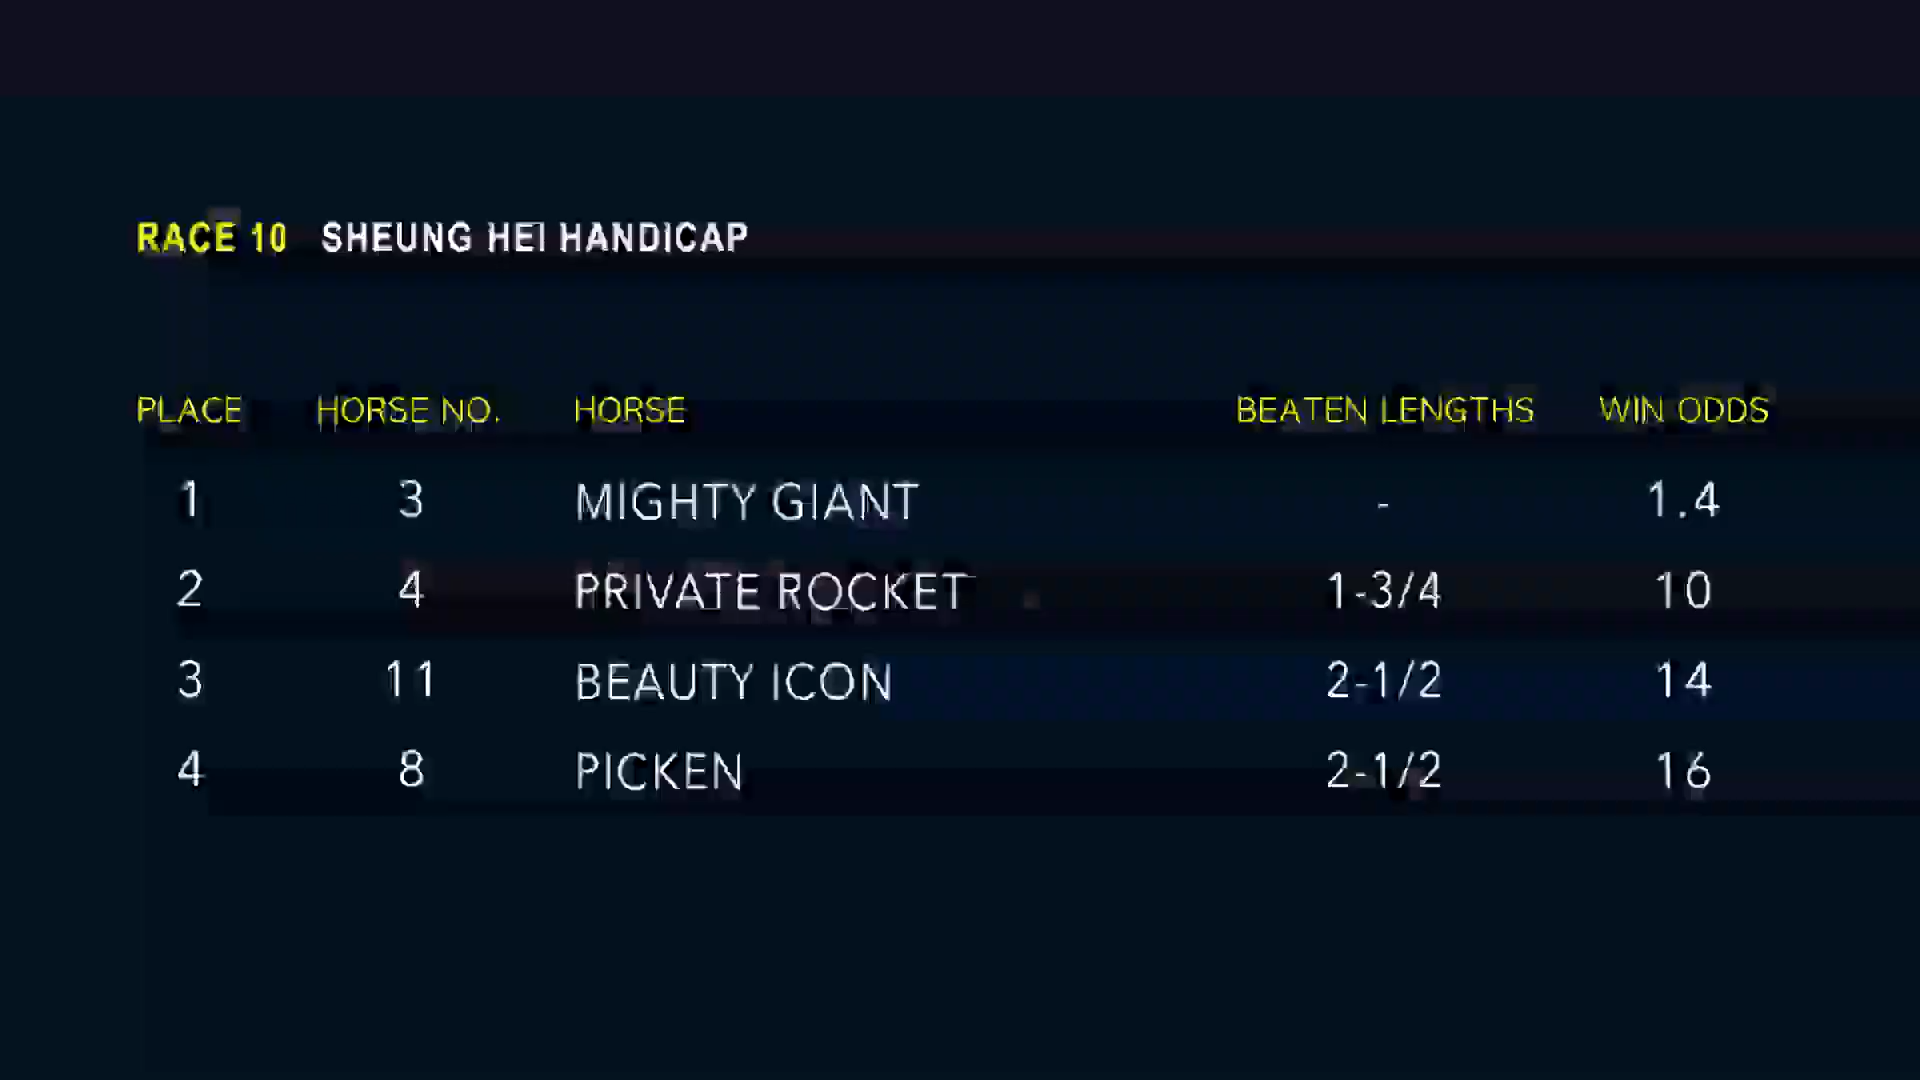 RACE 10 SHEUNG HEI HANDICAP
PLACE HORSE NO. HORSE BEATEN LENGTHS WIN ODDS
1 3 MIGHTY GIANT - 1.4
2 4 PRIVATE ROCKET 1-3/4 10
3 11 BEAUTY ICON 2-1/2 14
4 8 PICKEN 2-1/2 16